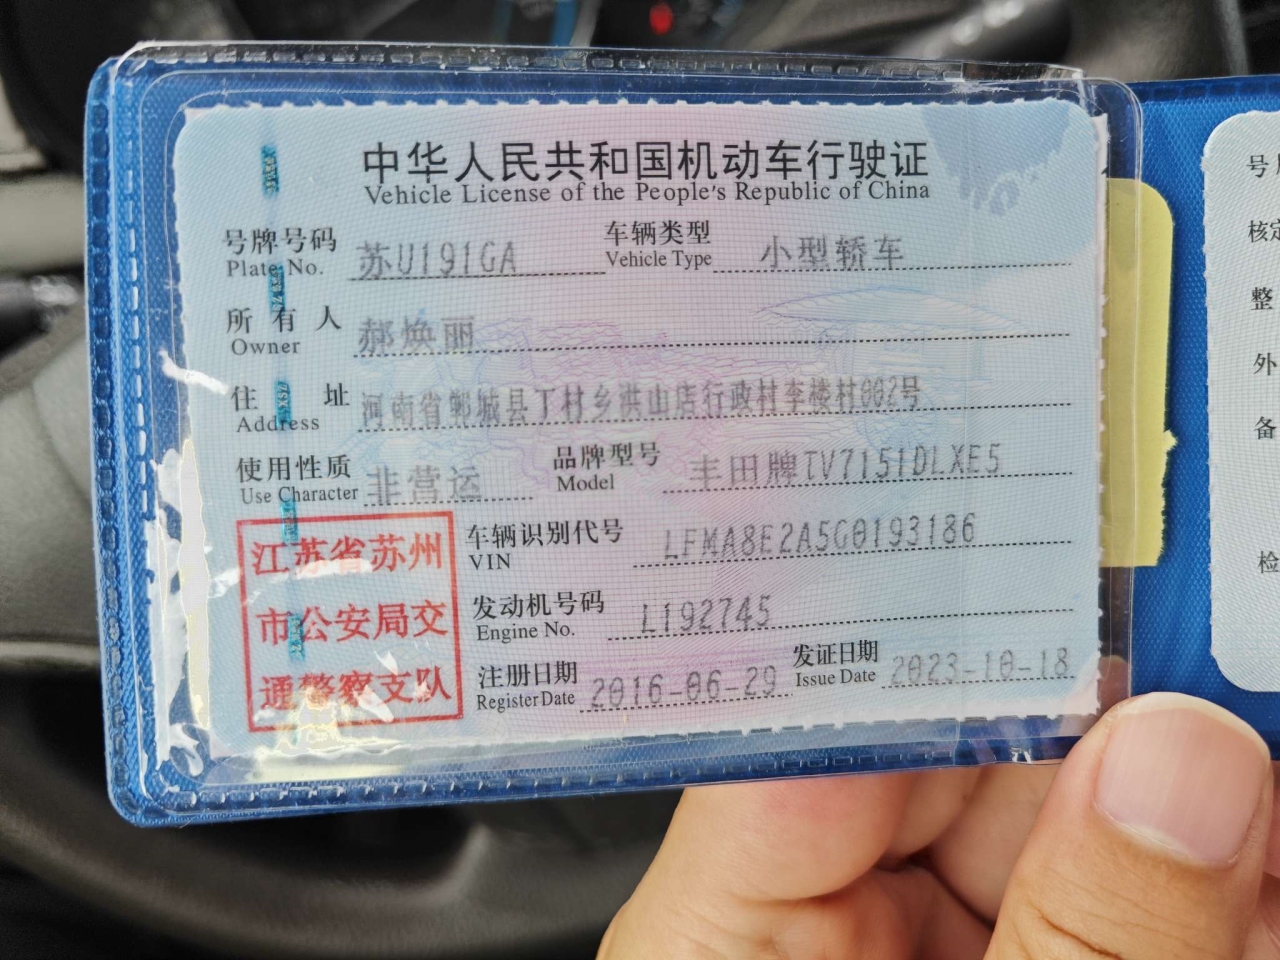 中华人民共和国机动车行驶证
Vehicle License of the People's Republic of China
号牌号码 Plate No. 苏U191GA 车辆类型 Vehicle Type 小型轿车
所有人 Owner 郝焕丽
住址 Address 河南省郸城县丁村乡洪山店行政村李楼村002号
使用性质 Use Character 非营运 品牌型号 Model 丰田牌TV7151DLXE5
江苏省苏州
市公安局交
通警察支队
车辆识别代号 VIN LFMA8E2A5G0193186
发动机号码 Engine No. L192745
注册日期 Register Date 2016-06-29 发证日期 Issue Date 2023-10-18
号
核定
整
外
备
检